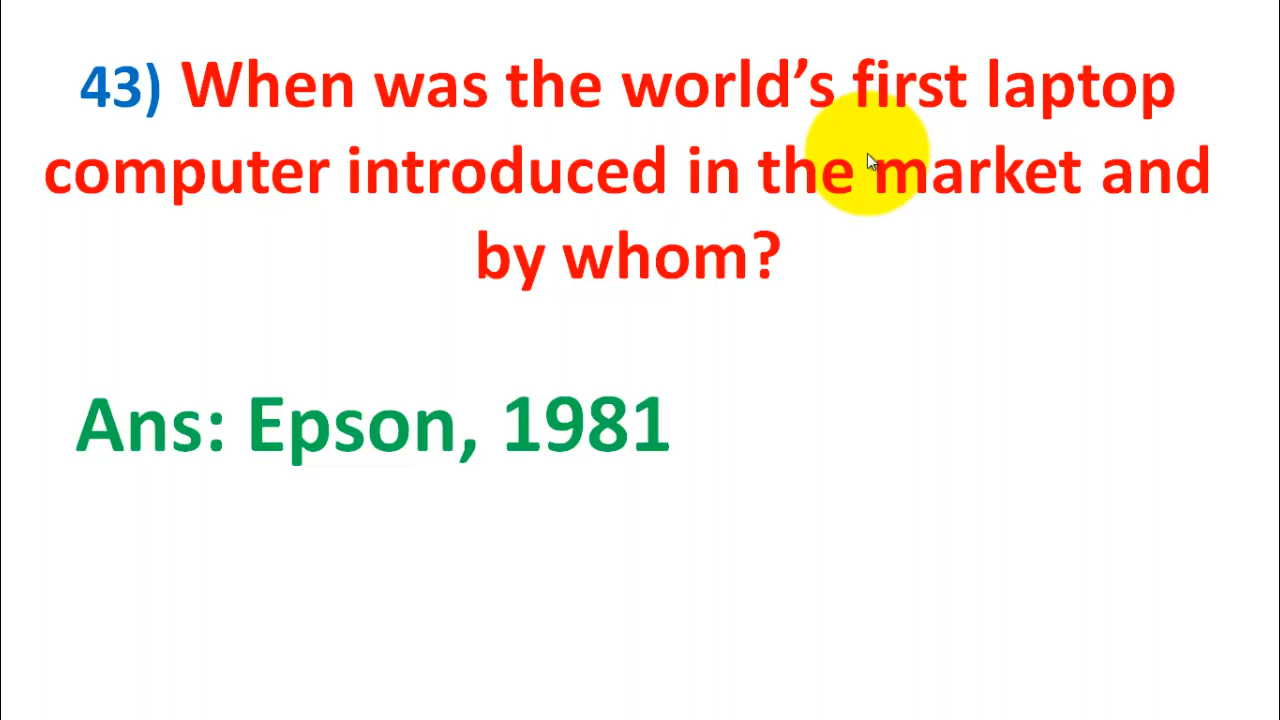 43) When was the world’s first laptop
computer introduced in the market and
by whom?
Ans: Epson, 1981